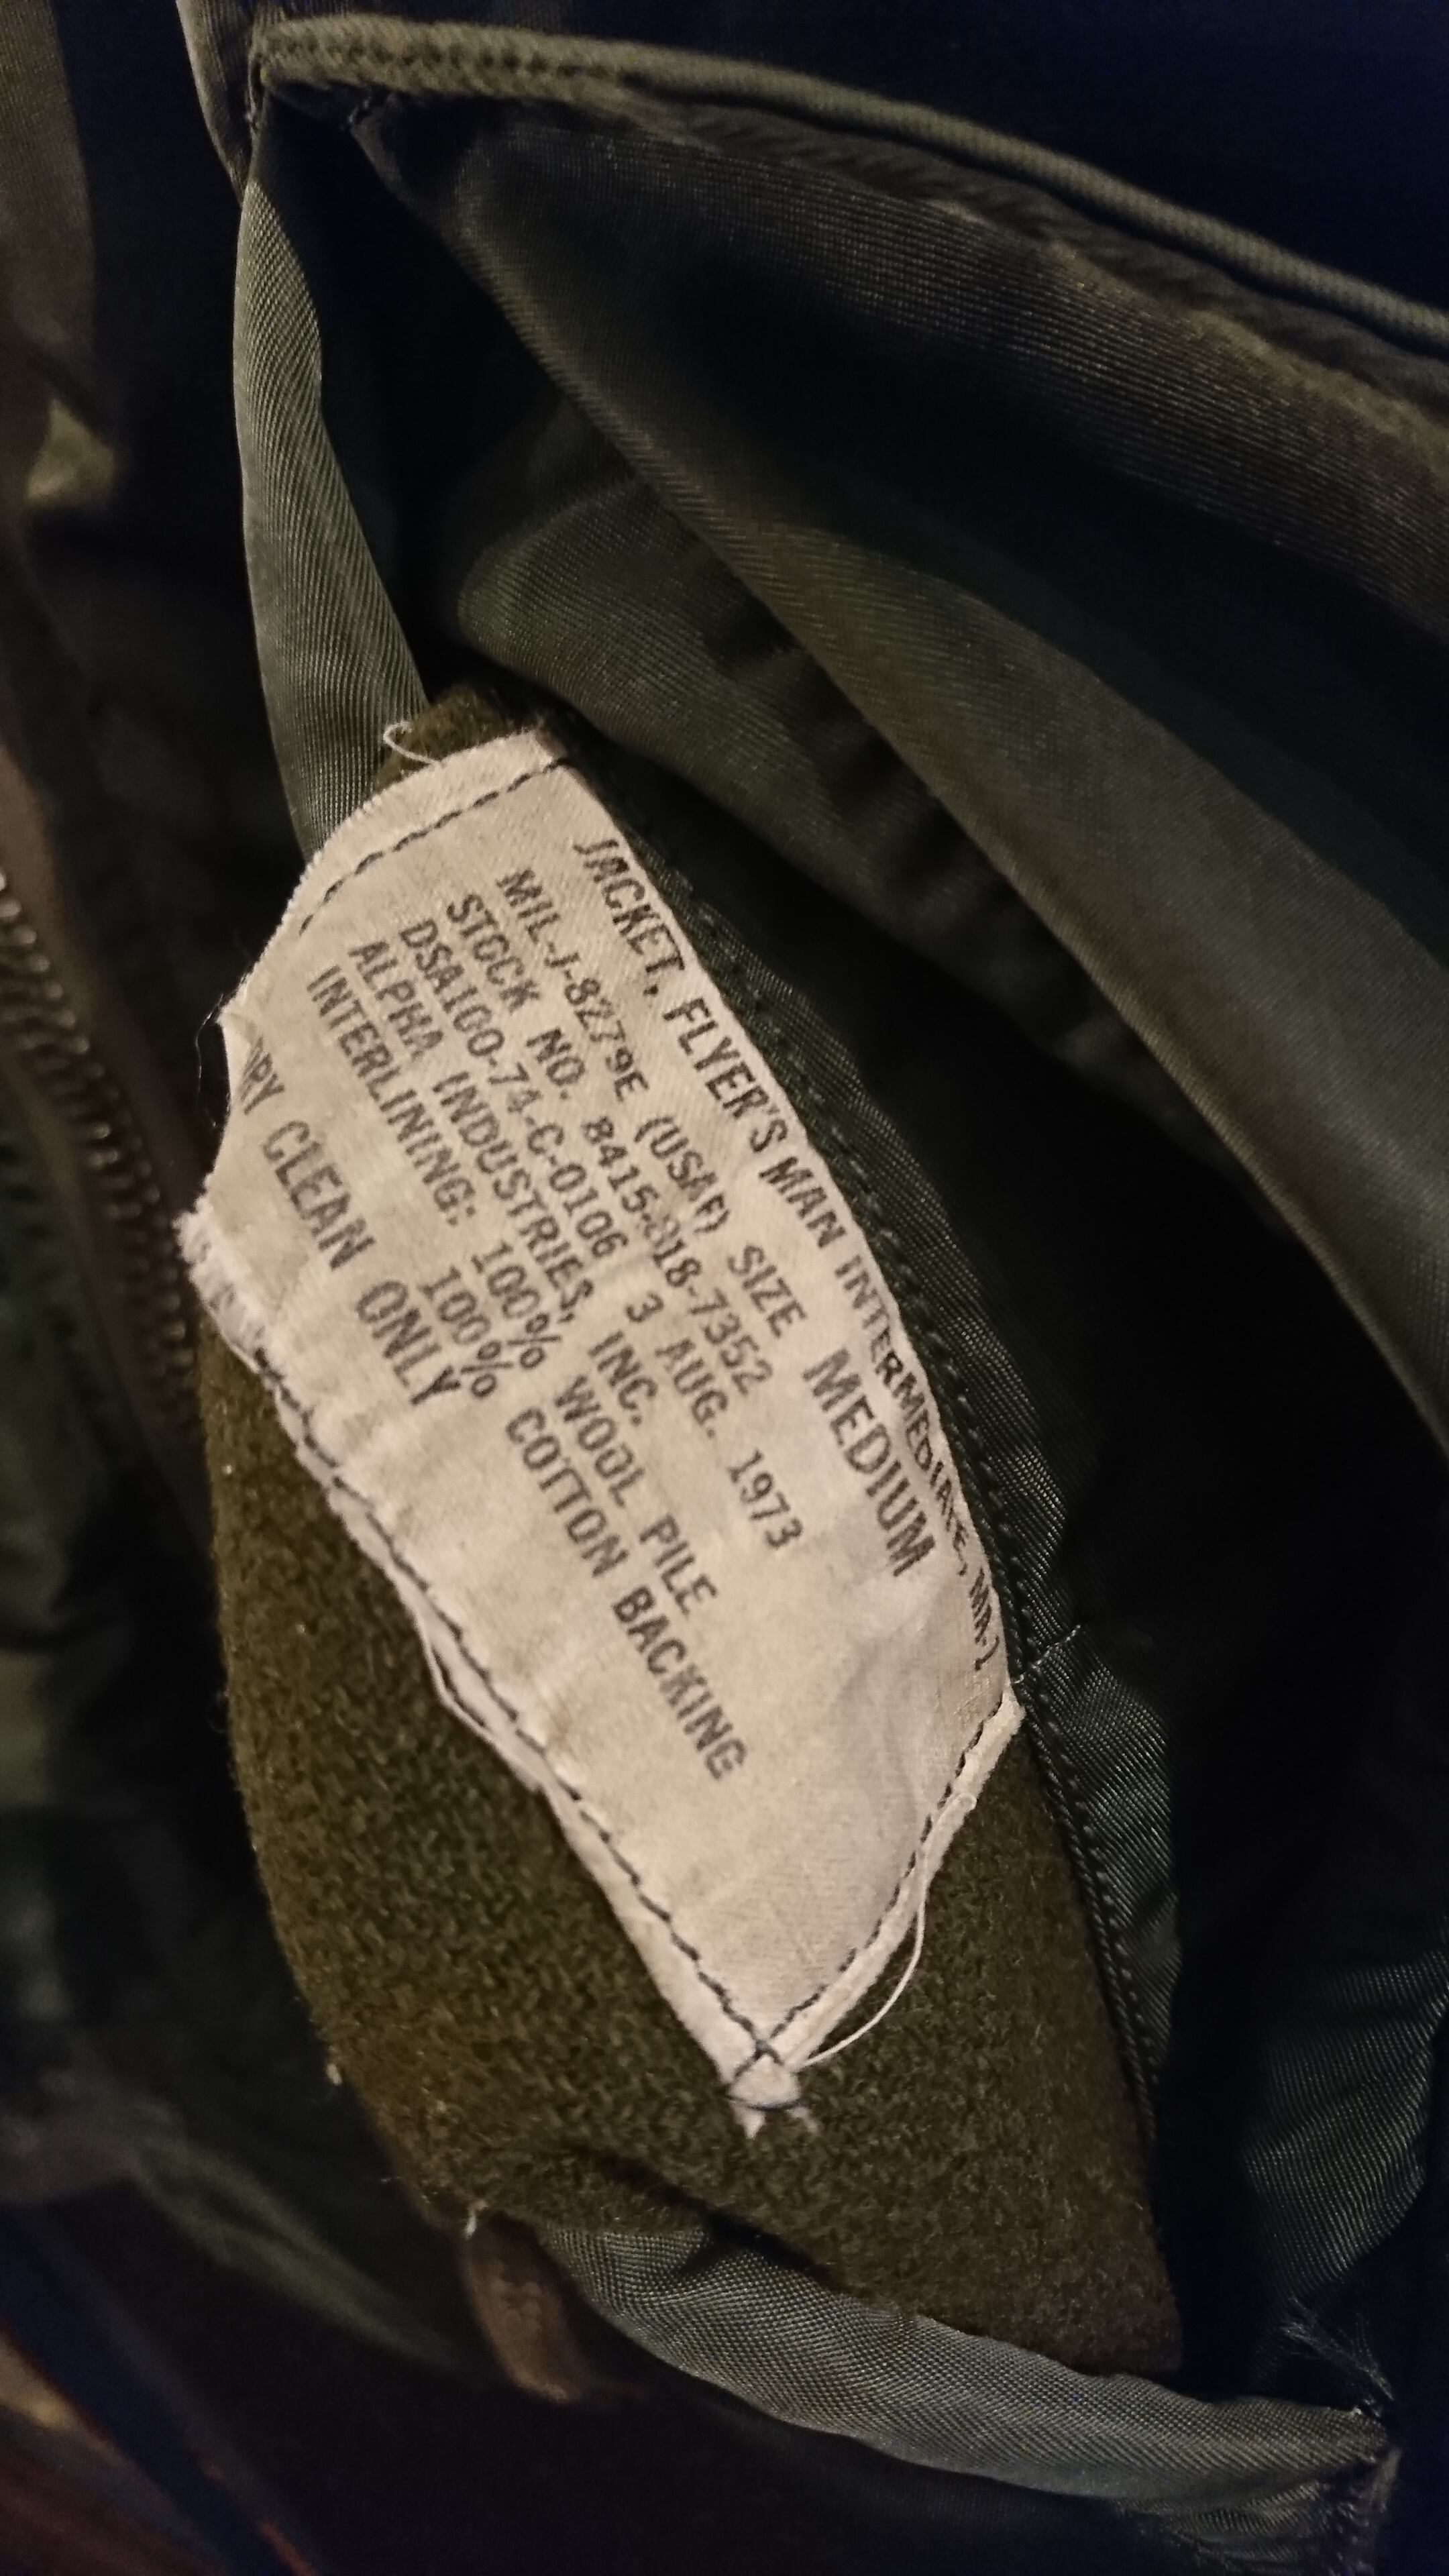 JACKET, FLYER'S MAN INTERMEDIATE, MA-1
MIL-J-8279E (USAF) SIZE MEDIUM
STOCK NO. 8415-818-7352
DSA100-74-C-0106 3 AUG. 1973
ALPHA INDUSTRIES, INC.
INTERLINING: 100% WOOL PILE
100% COTTON BACKING
DRY CLEAN ONLY